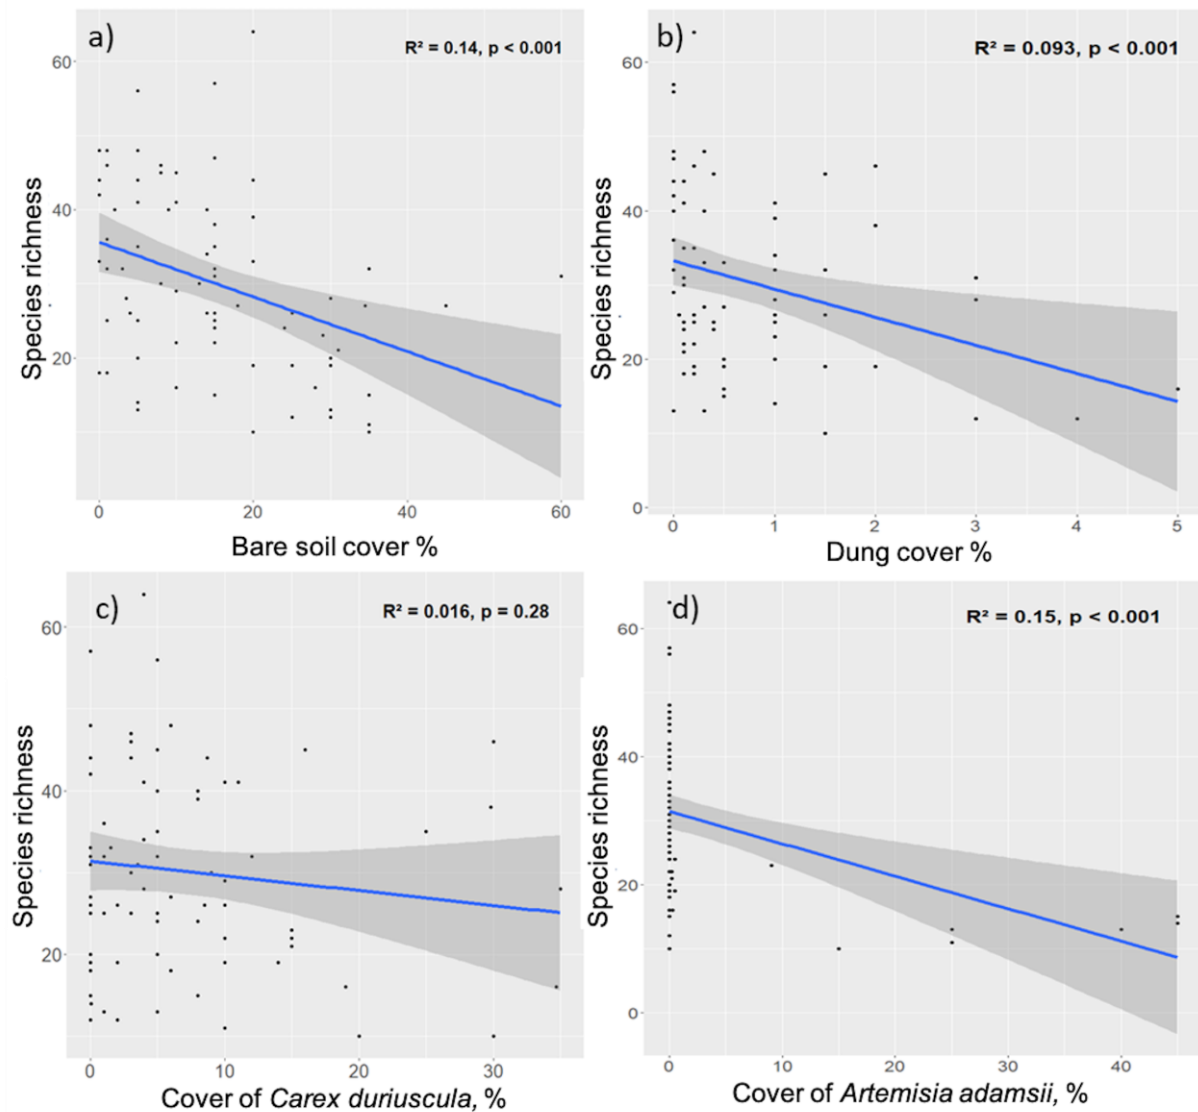 a)
R² = 0.14, p < 0.001
60
40
20
Species richness
0 20 40 60
Bare soil cover %
b)
R² = 0.093, p < 0.001
60
40
20
0
Species richness
0 1 2 3 4 5
Dung cover %
c)
R² = 0.016, p = 0.28
60
40
20
Species richness
0 10 20 30
Cover of Carex duriuscula, %
d)
R² = 0.15, p < 0.001
60
40
20
0
Species richness
0 10 20 30 40
Cover of Artemisia adamsii, %